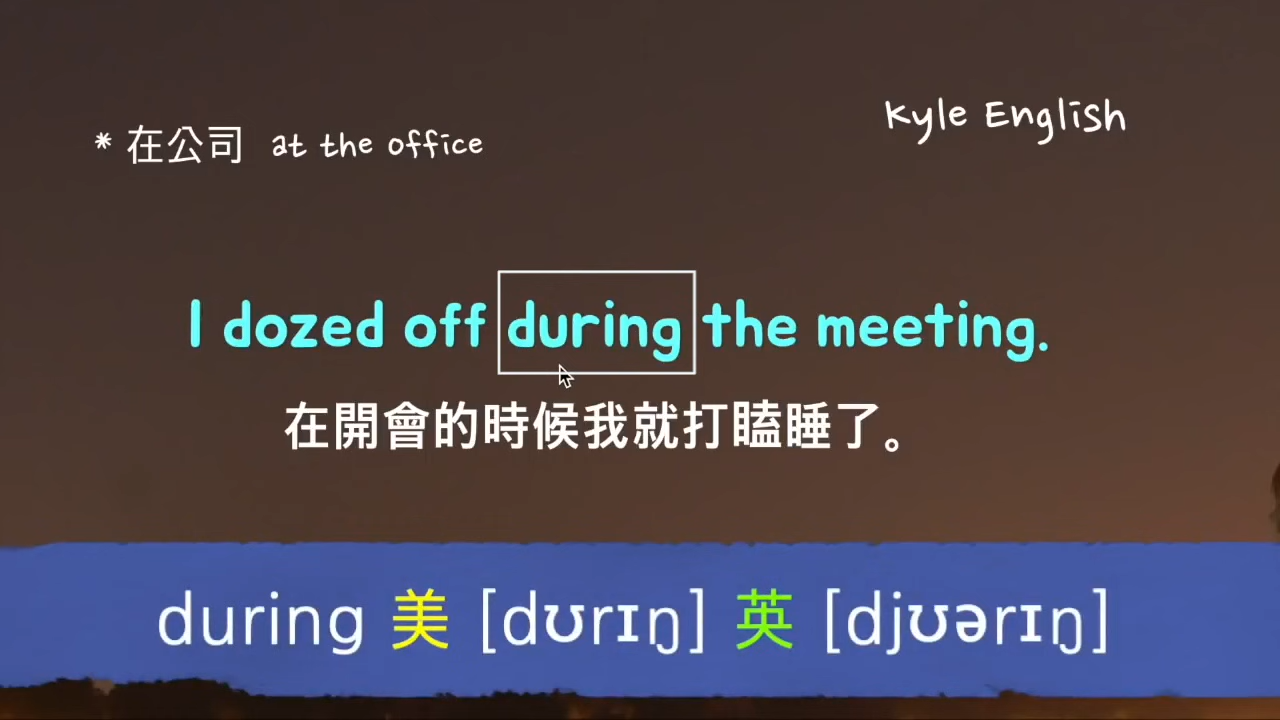 Kyle English
* 在公司 at the office
I dozed off during the meeting.
在開會的時候我就打瞌睡了。
during 美 [dʊrɪŋ] 英 [djʊərɪŋ]